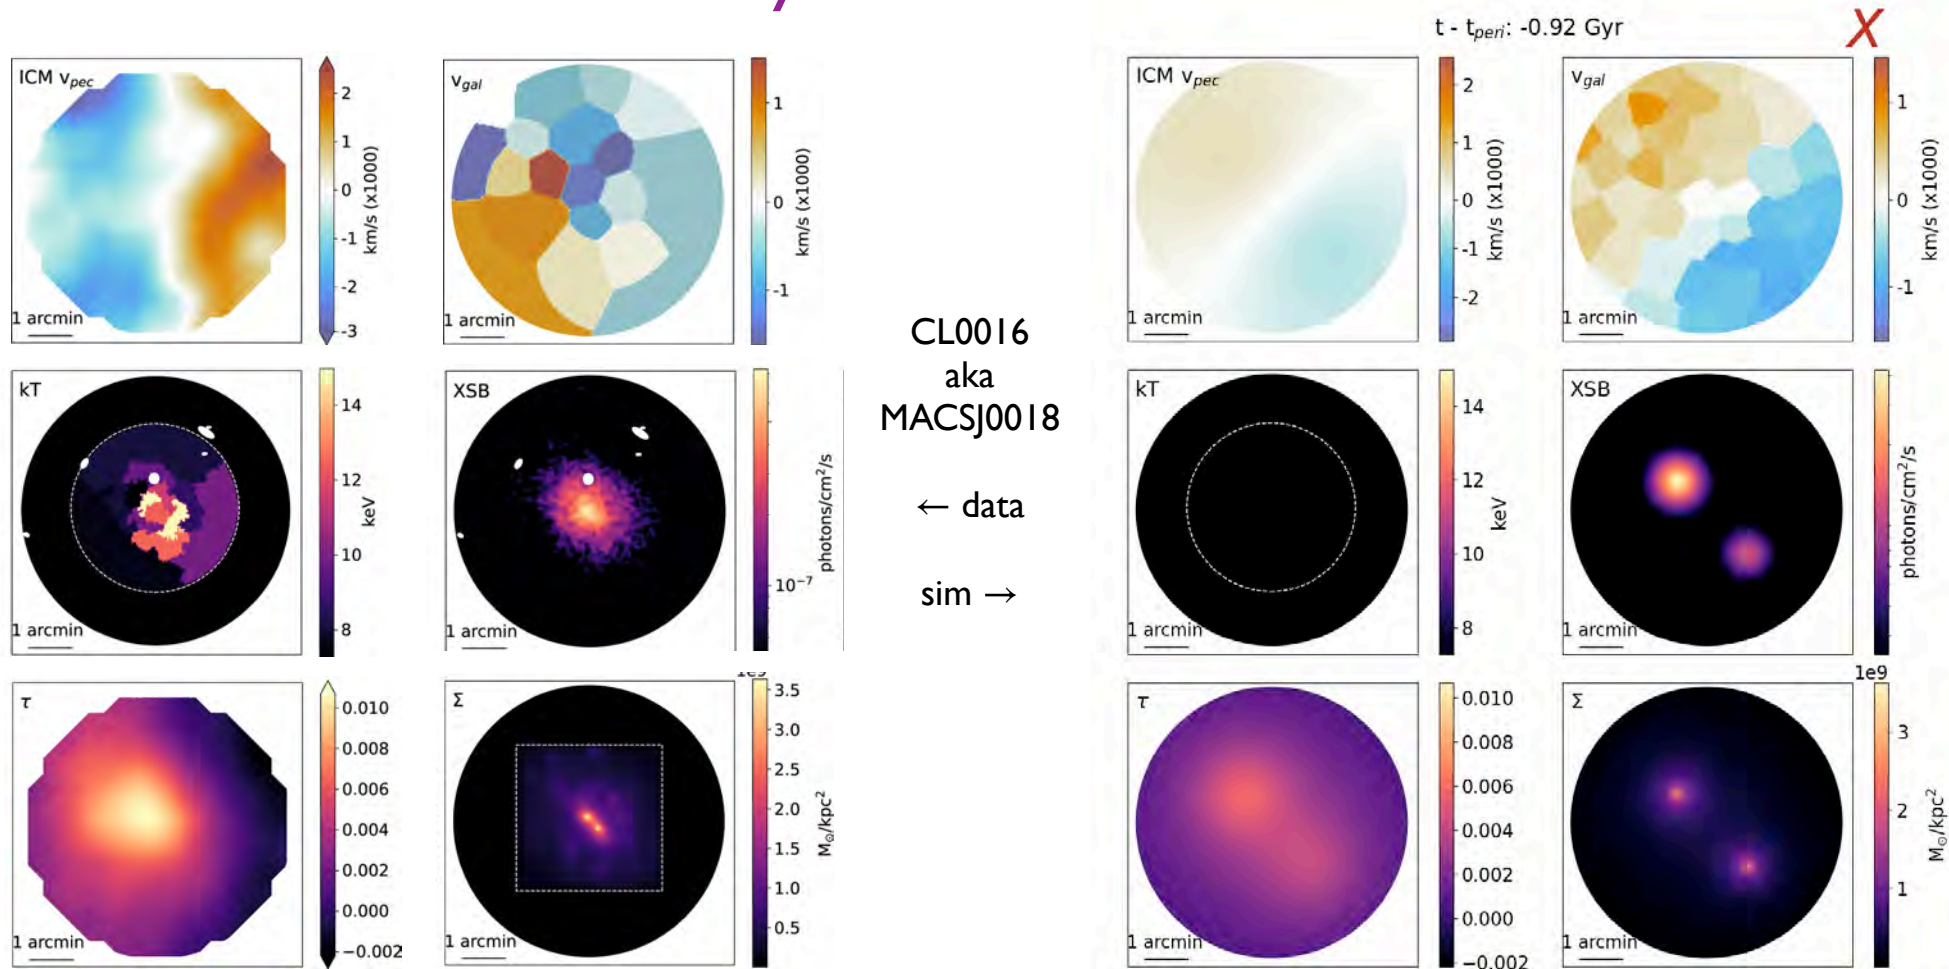 t - tperi: -0.92 Gyr
X
ICM vpec
2
1
0
-1
-2
-3
km/s (x1000)
1 arcmin
vgal
1
0
-1
km/s (x1000)
1 arcmin
ICM vpec
2
1
0
-1
-2
km/s (x1000)
1 arcmin
vgal
1
0
-1
km/s (x1000)
1 arcmin
CL0016
aka
MACSJ0018
← data
sim →
kT
14
12
10
8
keV
1 arcmin
XSB
10⁻⁷
photons/cm²/s
1 arcmin
kT
14
12
10
8
keV
1 arcmin
XSB
photons/cm²/s
1 arcmin
τ
0.010
0.008
0.006
0.004
0.002
0.000
−0.002
1 arcmin
Σ
3.5
3.0
2.5
2.0
1.5
1.0
0.5
M⊙/kpc²
1 arcmin
τ
0.010
0.008
0.006
0.004
0.002
0.000
−0.002
1 arcmin
1e9
Σ
3
2
1
M⊙/kpc²
1 arcmin